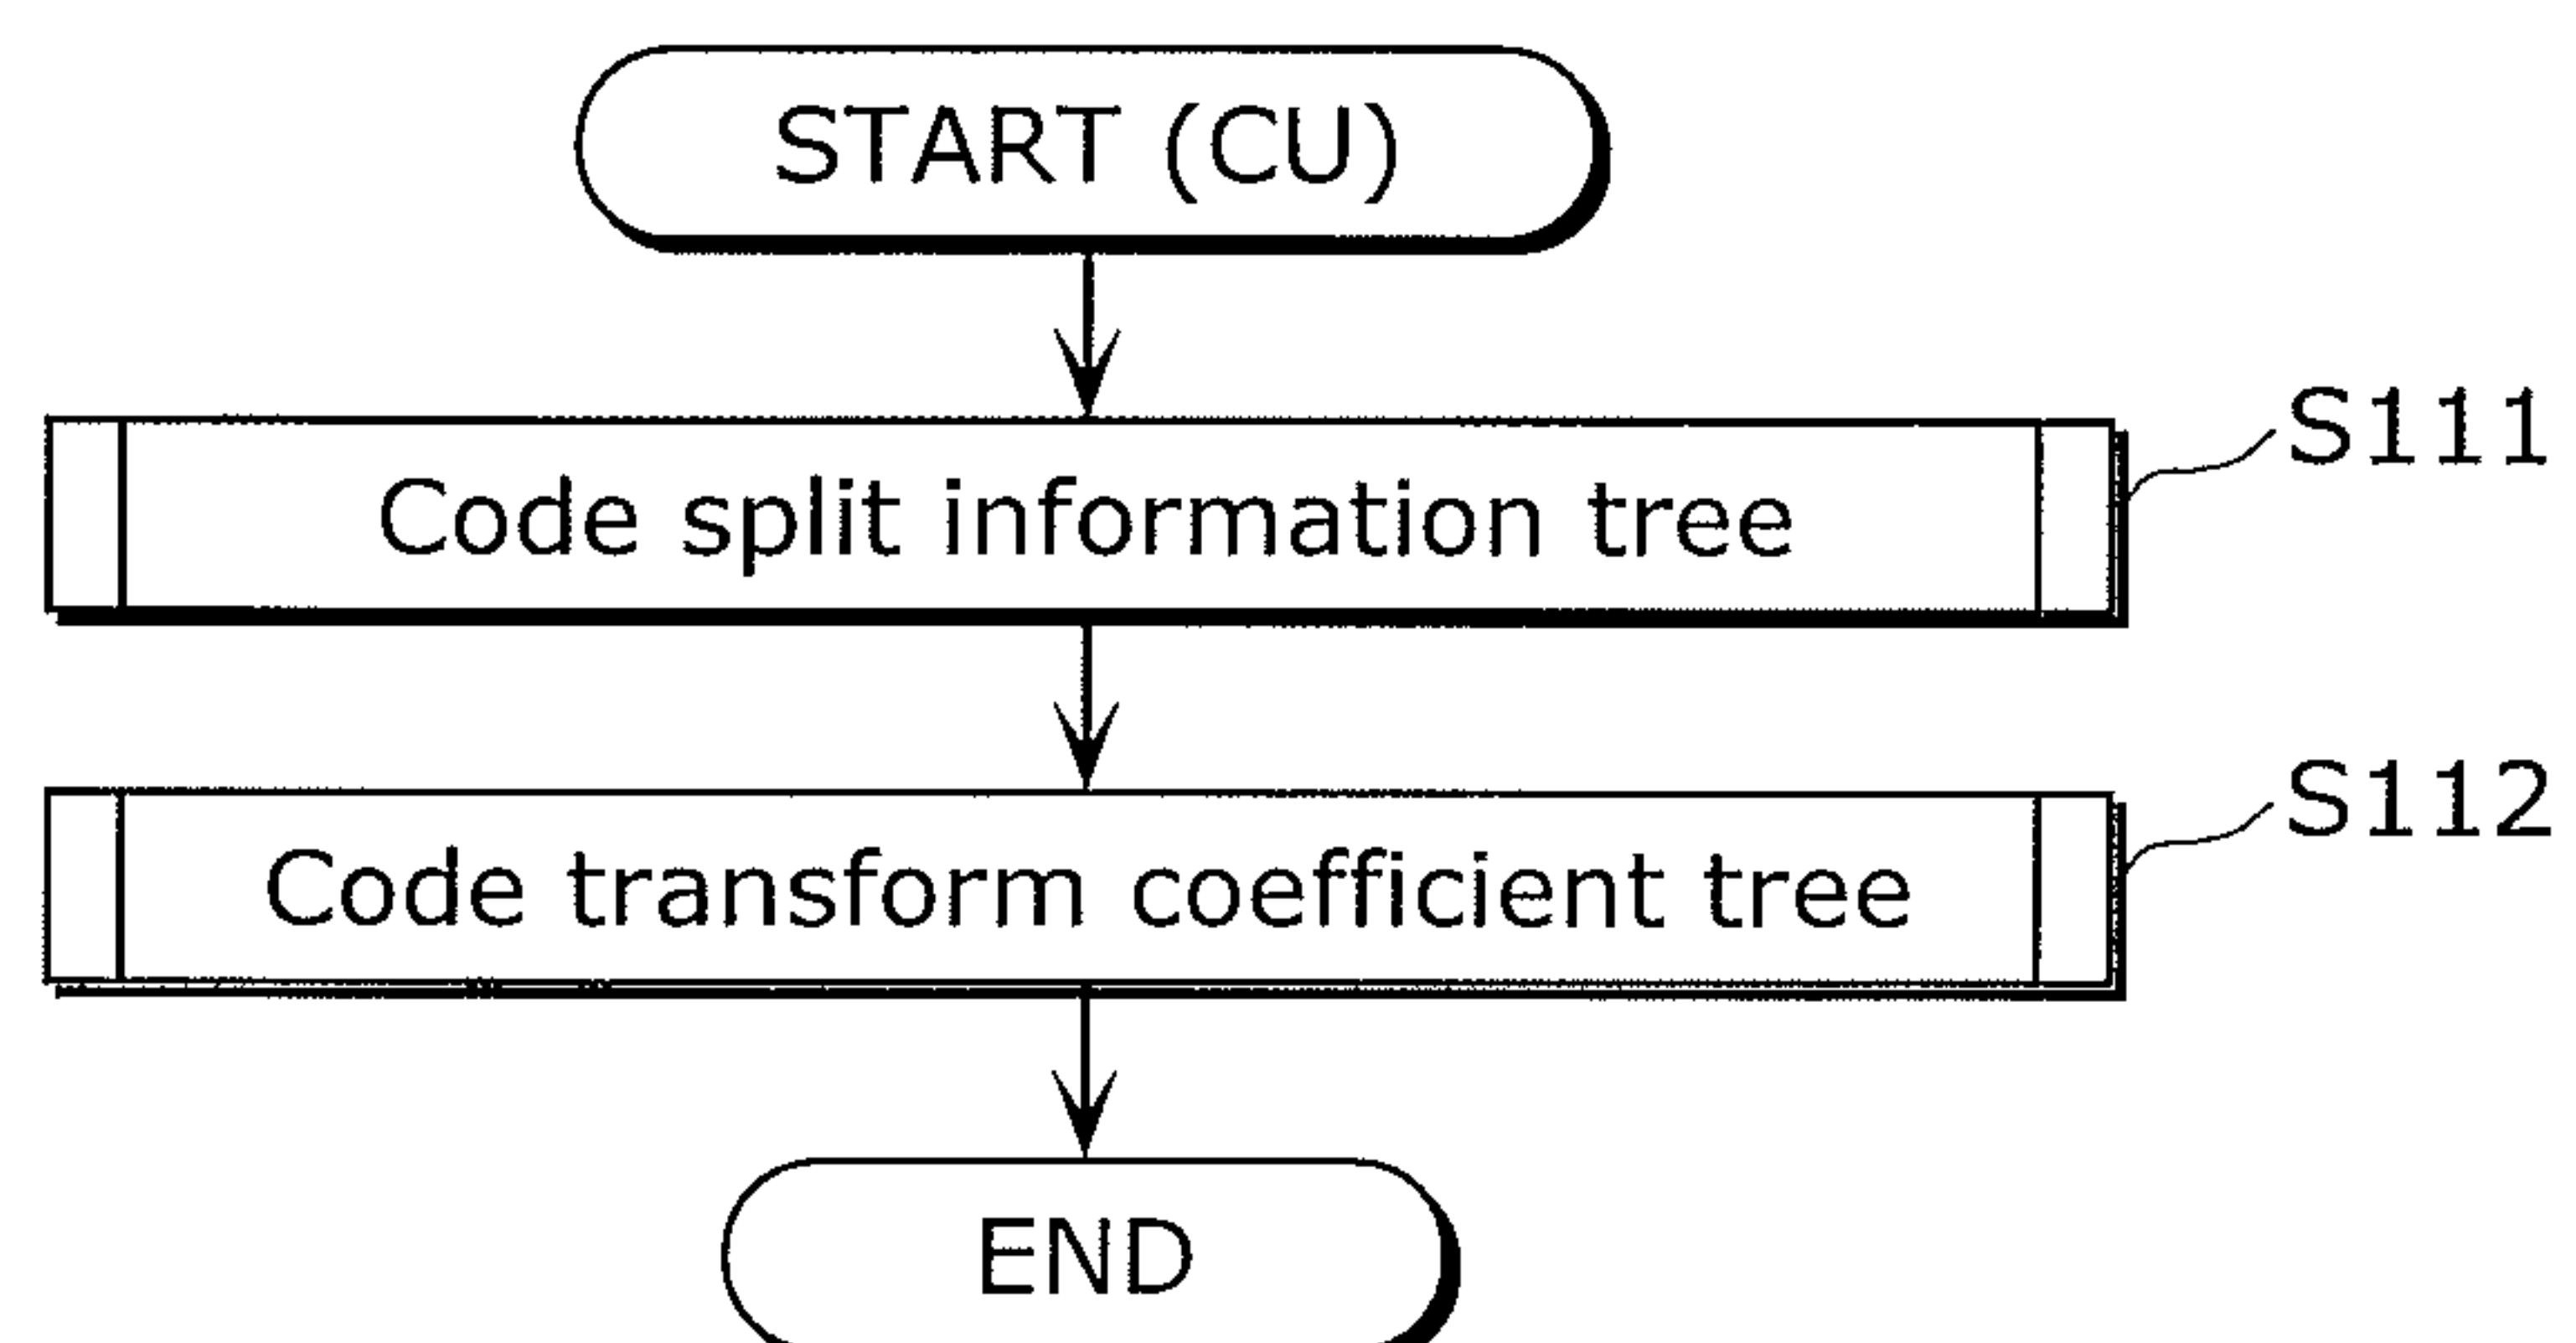 START (CU)
S111
Code split information tree
S112
Code transform coefficient tree
END